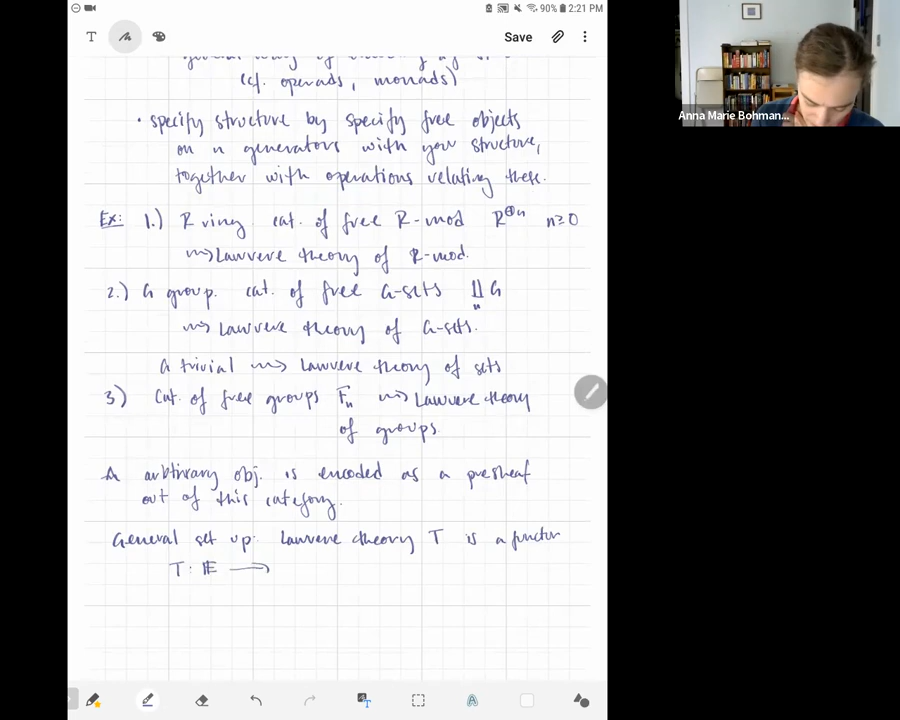 90% 2:21 PM
T
Save
(cf. operads, monads)
• specify structure by specify free objects
on n generators with your structure,
together with operations relating these.
Ex: 1.) R ring. cat. of free R-mod R^{⊕n} n≥0
⇝ Lawvere theory of R-mod.
2.) G group. cat. of free G-sets ∐_n G
⇝ Lawvere theory of G-sets.
G trivial ⇝ Lawvere theory of sets
3) Cat. of free groups F_n ⇝ Lawvere theory
of groups.
A arbitrary obj. is encoded as a presheaf
out of this category.
General set up: Lawvere theory T is a functor
T: 𝔼 ⟶
Anna Marie Bohman...